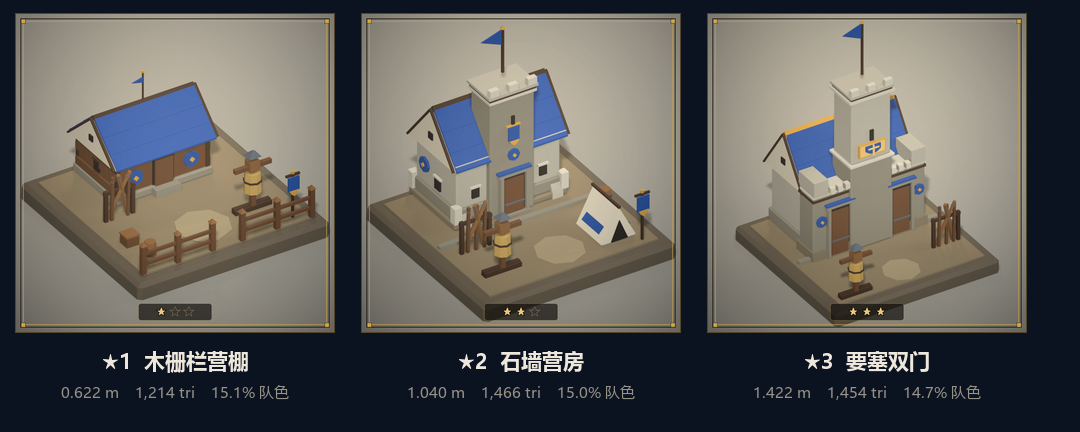 ★☆☆
★★☆
★★★
★1 木栅栏营棚
★2 石墙营房
★3 要塞双门
0.622 m 1,214 tri 15.1% 队色
1.040 m 1,466 tri 15.0% 队色
1.422 m 1,454 tri 14.7% 队色